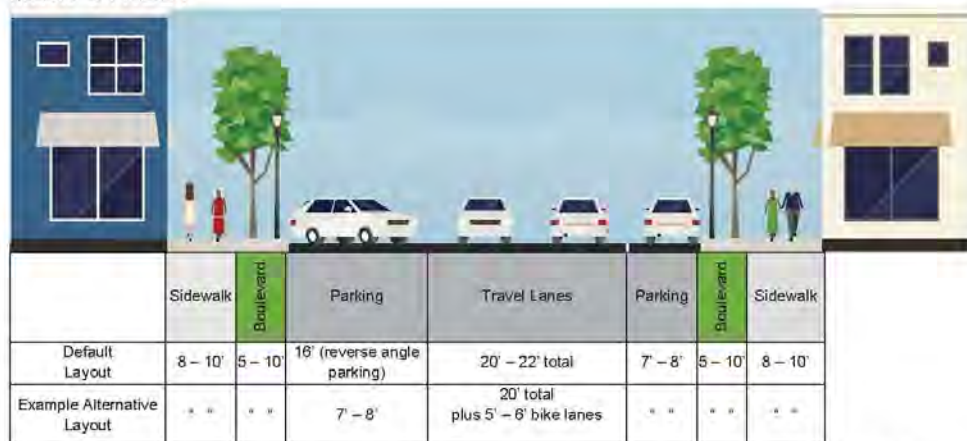 Sidewalk
Boulevard
Parking
Travel Lanes
Parking
Boulevard
Sidewalk
Default
Layout
8 – 10'
5 – 10'
16' (reverse angle
parking)
20' – 22' total
7' – 8'
5 – 10'
8 – 10'
Example Alternative
Layout
" "
" "
7' – 8'
20' total
plus 5' – 6' bike lanes
" "
" "
" "